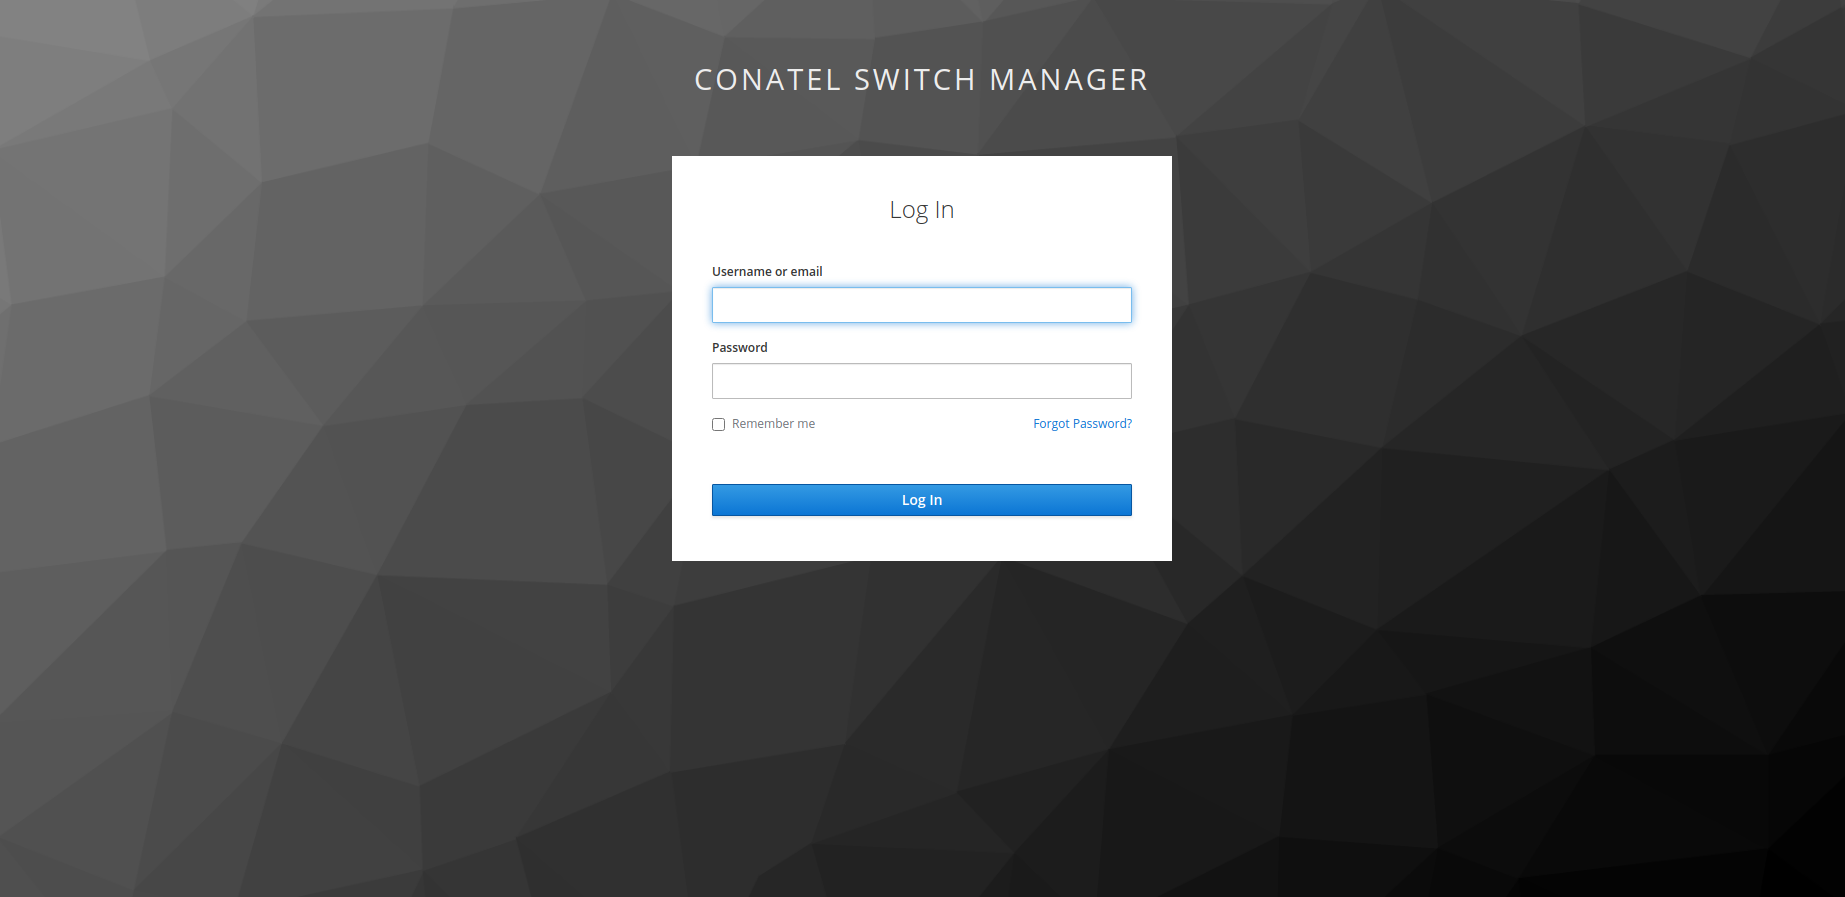 CONATEL SWITCH MANAGER
Log In
Username or email
Password
Remember me
Forgot Password?
Log In